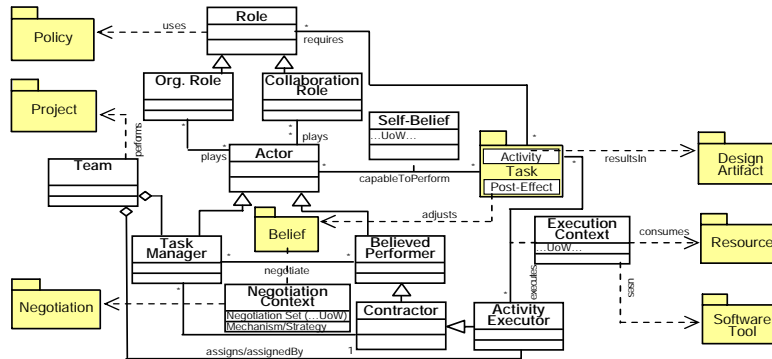 Role
*
uses
requires
Policy
Org. Role
Collaboration
Role
Project
*
*
*
Self-Belief
...UoW...
*
performs
plays
plays
Actor
Activity
Task
Post-Effect
*
*
*
capableToPerform
resultsIn
Design
Artifact
Team
adjusts
Belief
Execution
Context
...UoW...
consumes
Resource
Task
Manager
*
*
Believed
Performer
negotiate
*
Negotiation
Negotiation
Context
Negotiation Set (...UoW)
Mechanism/Strategy
Contractor
*
executes
Activity
Executor
uses
Software
Tool
assigns/assignedBy
1